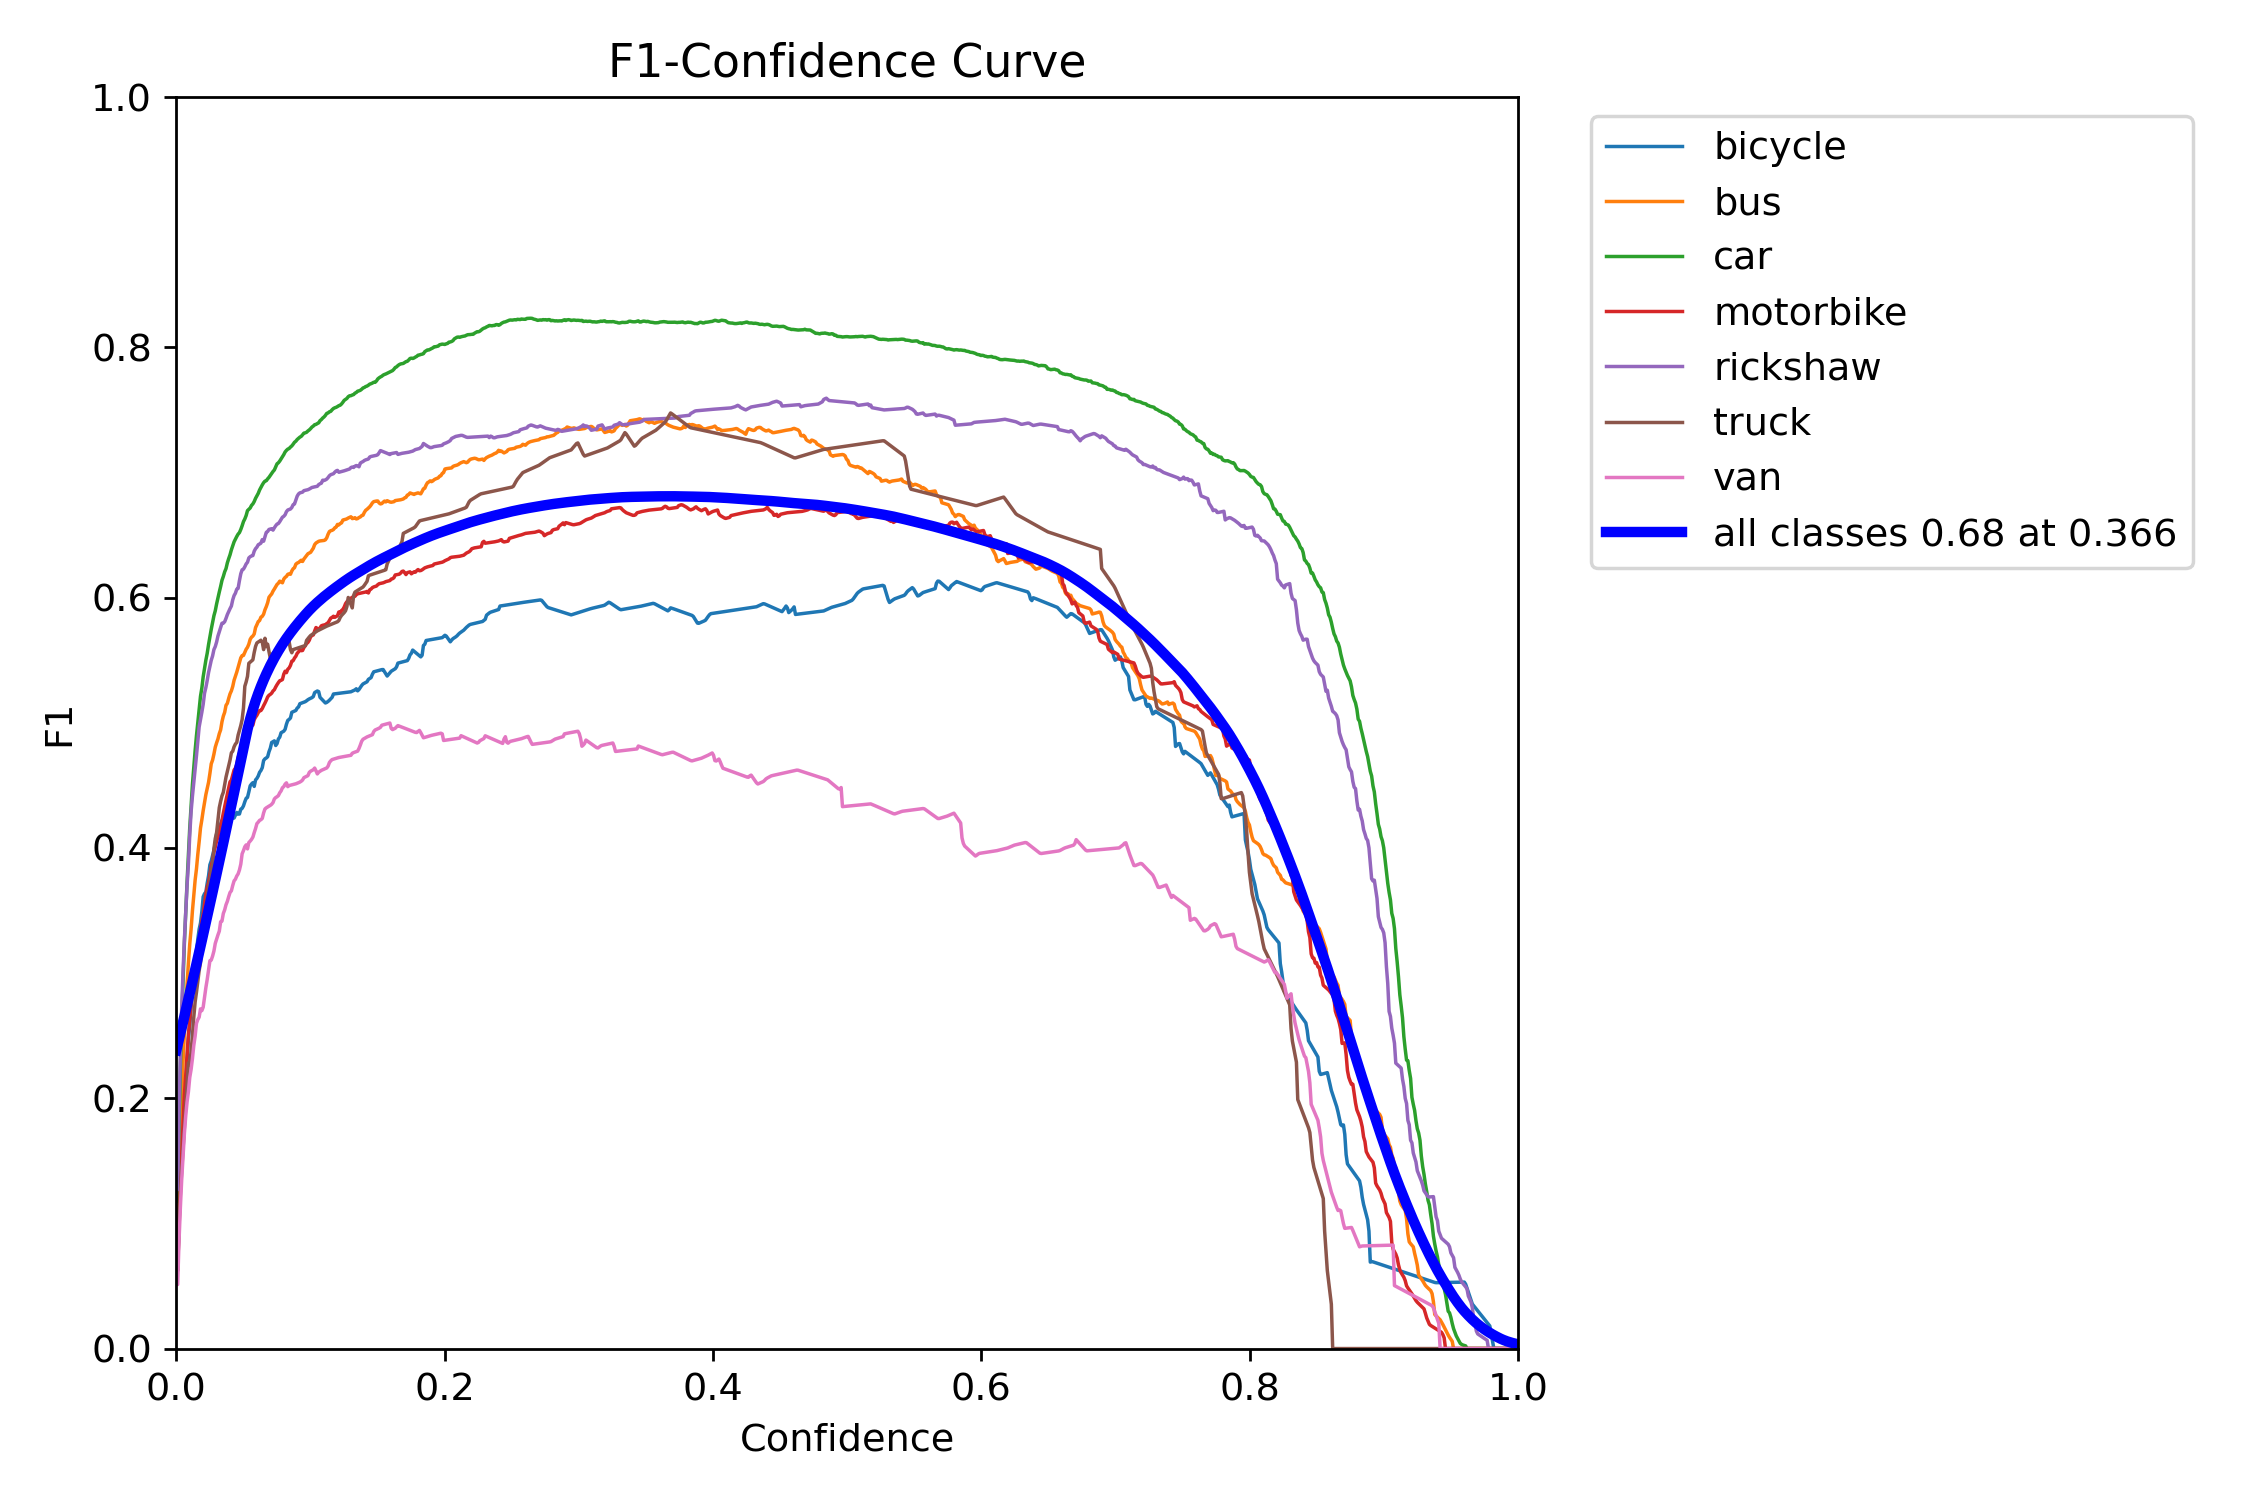 F1-Confidence Curve
1.0
0.8
0.6
0.4
0.2
0.0
F1
0.0 0.2 0.4 0.6 0.8 1.0
Confidence
bicycle
bus
car
motorbike
rickshaw
truck
van
all classes 0.68 at 0.366